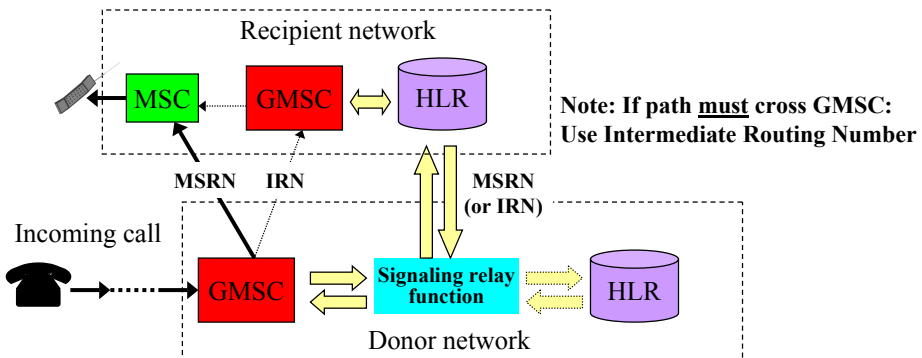 Recipient network
MSC
GMSC
HLR
Note: If path must cross GMSC:
Use Intermediate Routing Number
MSRN
IRN
MSRN
(or IRN)
Incoming call
GMSC
Signaling relay
function
HLR
Donor network